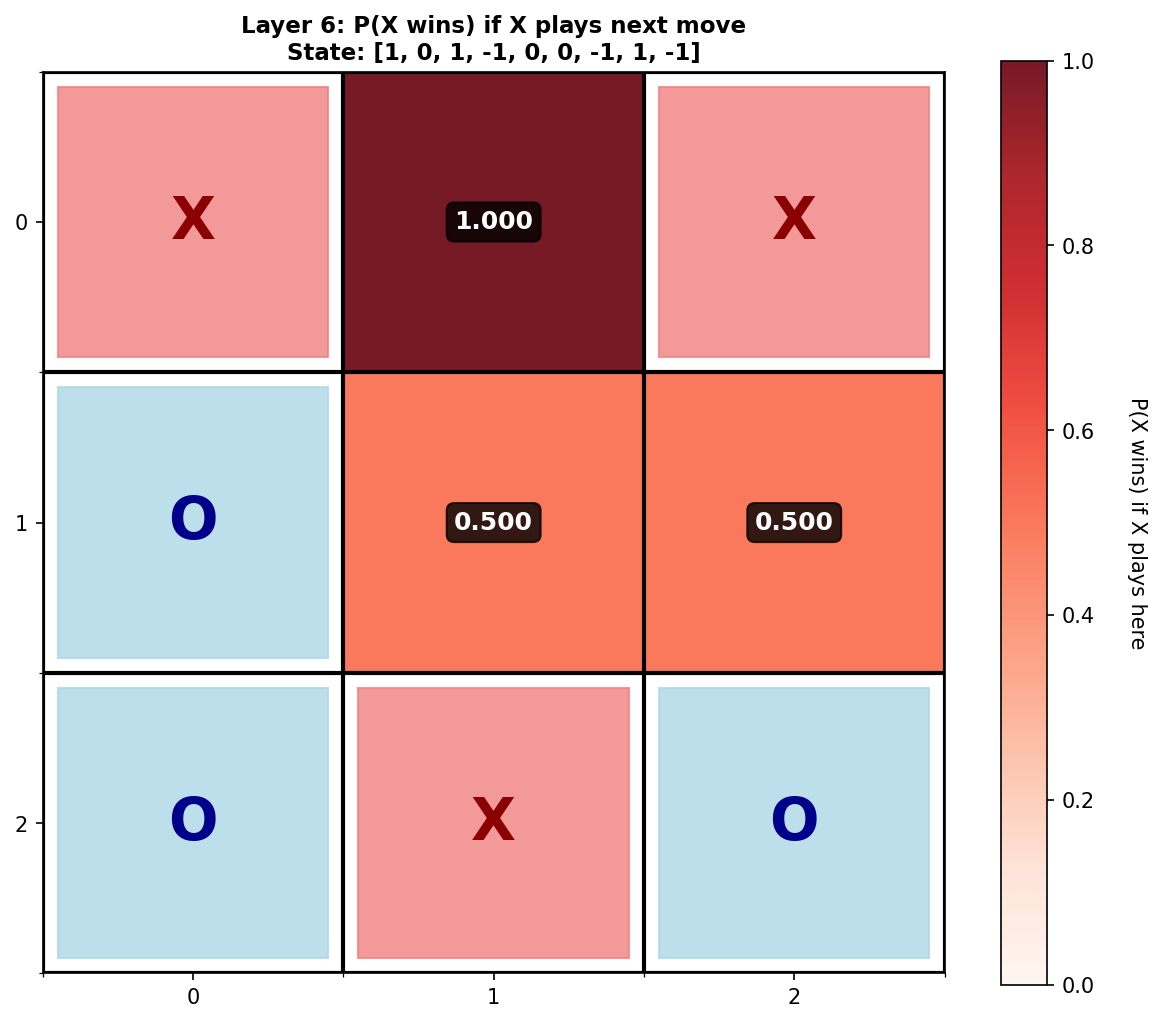 Layer 6: P(X wins) if X plays next move
State: [1, 0, 1, -1, 0, 0, -1, 1, -1]
0
X
1.000
X
1
O
0.500
0.500
2
O
X
O
0
1
2
1.0
0.8
0.6
0.4
0.2
0.0
P(X wins) if X plays here